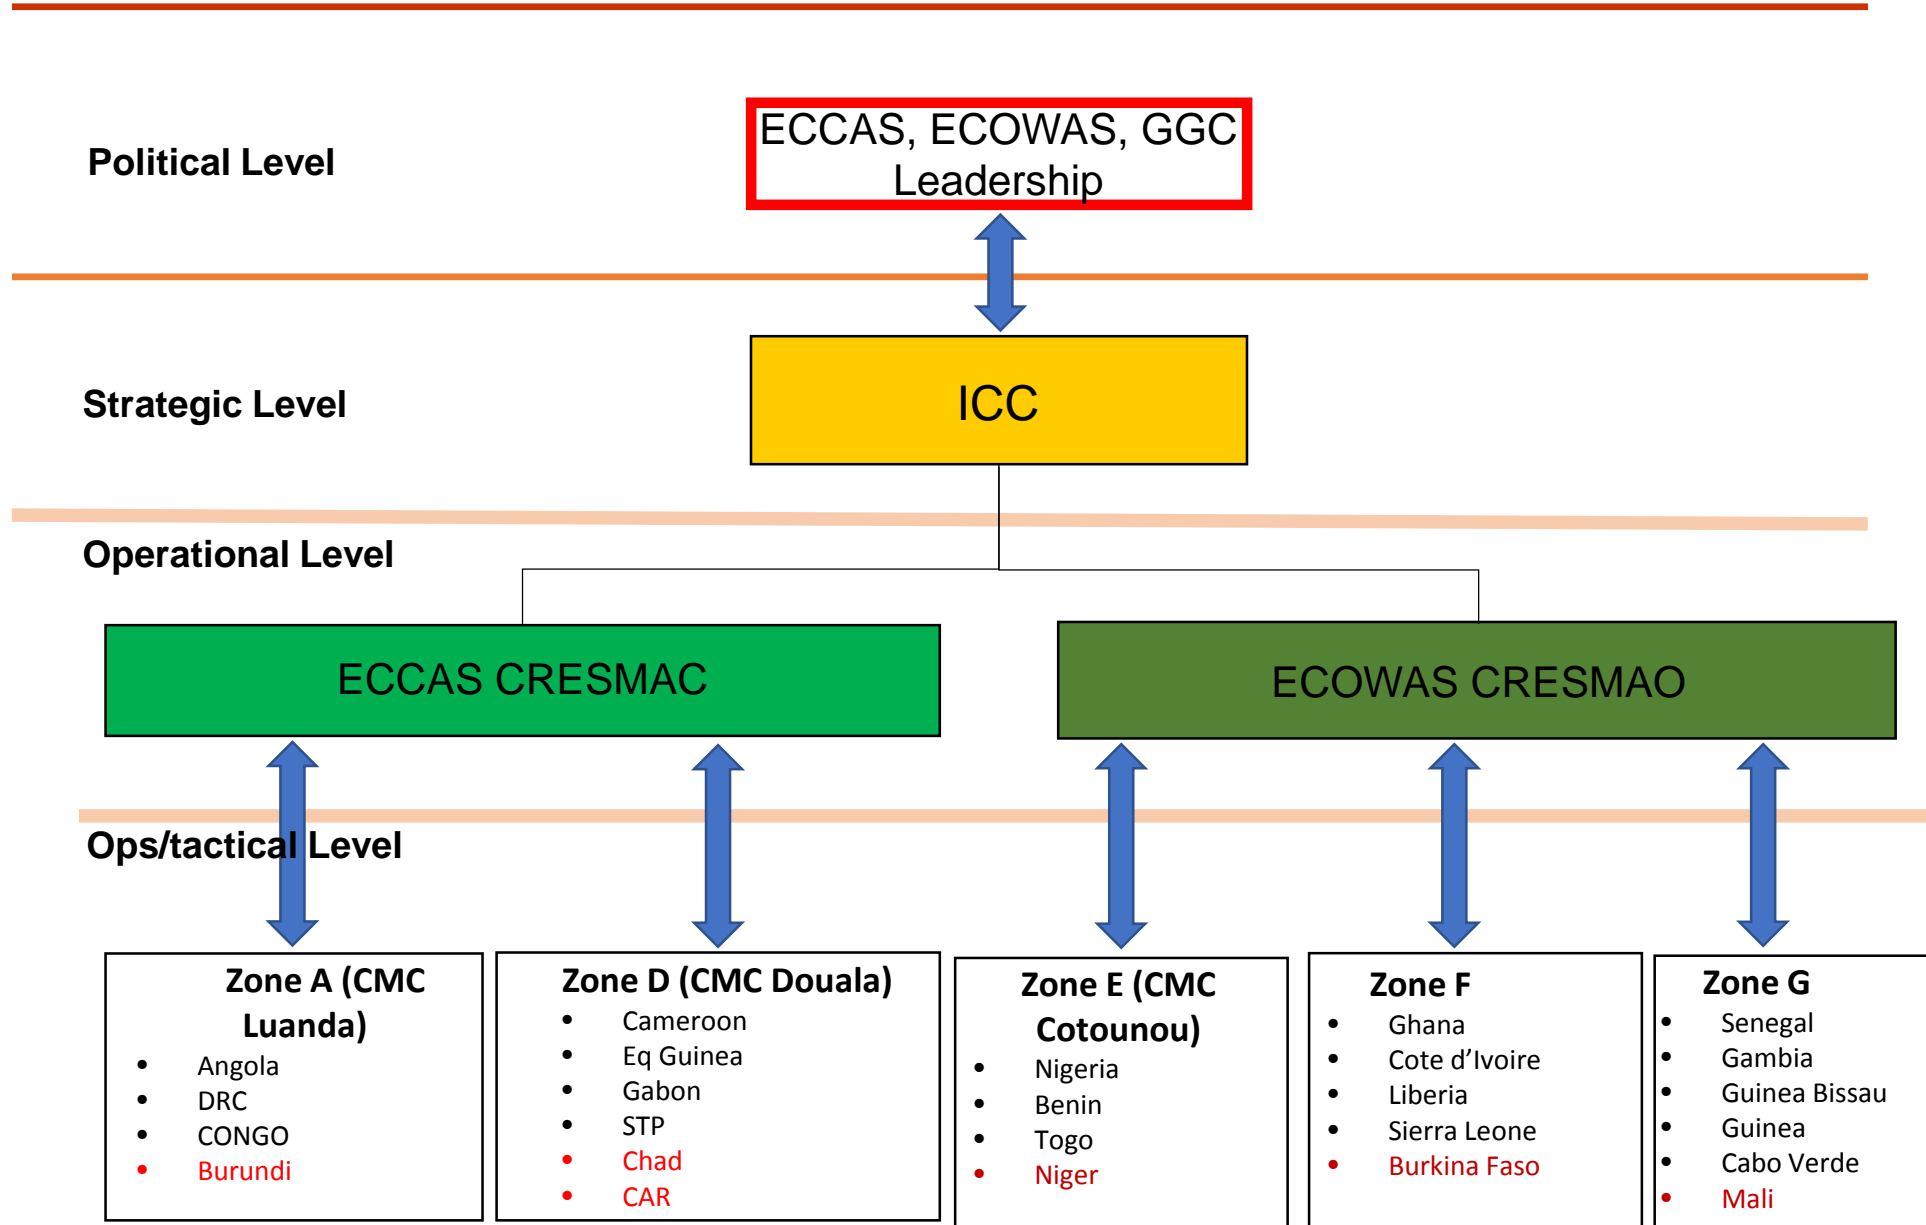 Political Level
ECCAS, ECOWAS, GGC
Leadership
Strategic Level
ICC
Operational Level
ECCAS CRESMAC
ECOWAS CRESMAO
Ops/tactical Level
Zone A (CMC
Luanda)
• Angola
• DRC
• CONGO
• Burundi
Zone D (CMC Douala)
• Cameroon
• Eq Guinea
• Gabon
• STP
• Chad
• CAR
Zone E (CMC
Cotounou)
• Nigeria
• Benin
• Togo
• Niger
Zone F
• Ghana
• Cote d’Ivoire
• Liberia
• Sierra Leone
• Burkina Faso
Zone G
• Senegal
• Gambia
• Guinea Bissau
• Guinea
• Cabo Verde
• Mali